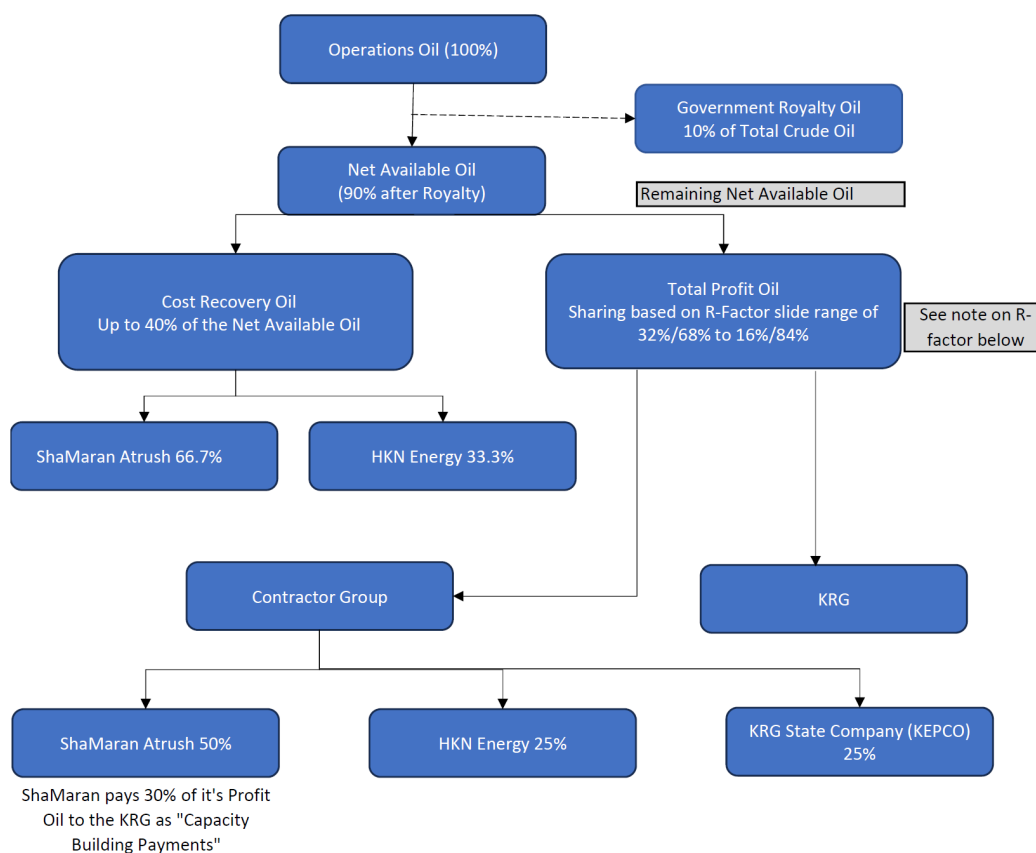 Operations Oil (100%)
Government Royalty Oil
10% of Total Crude Oil
Net Available Oil
(90% after Royalty)
Remaining Net Available Oil
Cost Recovery Oil
Up to 40% of the Net Available Oil
Total Profit Oil
Sharing based on R-Factor slide range of
32%/68% to 16%/84%
See note on R-
factor below
ShaMaran Atrush 66.7%
HKN Energy 33.3%
Contractor Group
KRG
ShaMaran Atrush 50%
HKN Energy 25%
KRG State Company (KEPCO)
25%
ShaMaran pays 30% of it's Profit
Oil to the KRG as "Capacity
Building Payments"